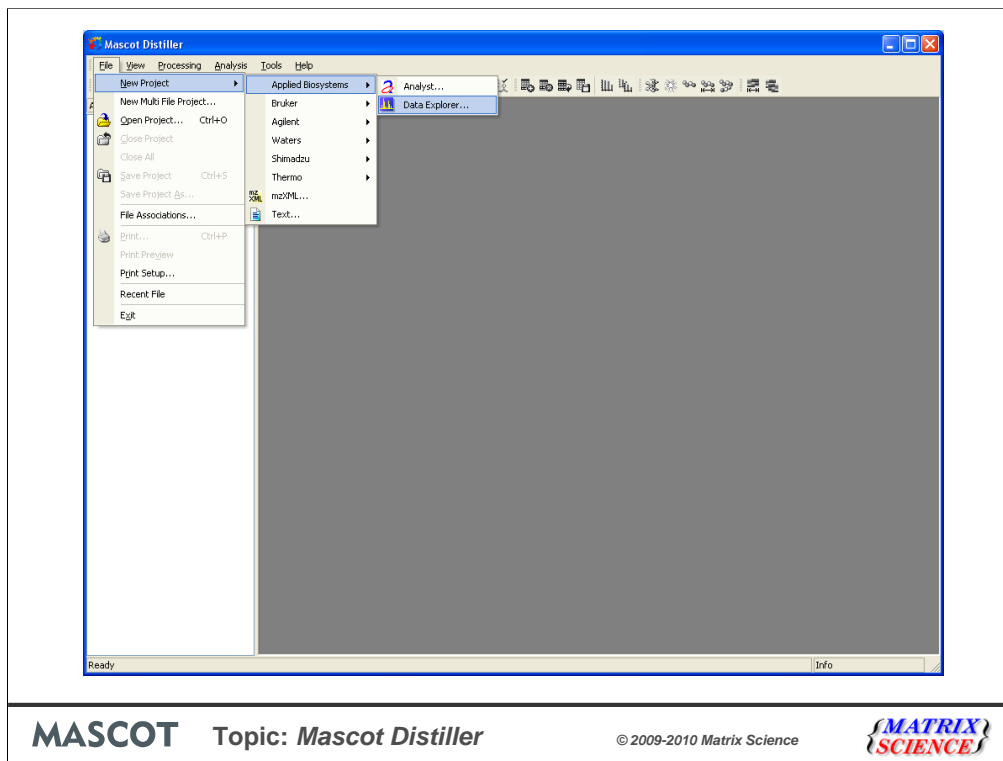 Mascot Distiller
File View Processing Analysis Tools Help
New Project
New Multi File Project...
Open Project... Ctrl+O
Close Project
Close All
Save Project Ctrl+S
Save Project As...
File Associations...
Print... Ctrl+P
Print Preview
Print Setup...
Recent File
Exit
Applied Biosystems
Bruker
Agilent
Waters
Shimadzu
Thermo
mzXML...
Text...
Analyst...
Data Explorer...
Ready Info
MASCOT Topic: Mascot Distiller © 2009-2010 Matrix Science
{MATRIX
SCIENCE}